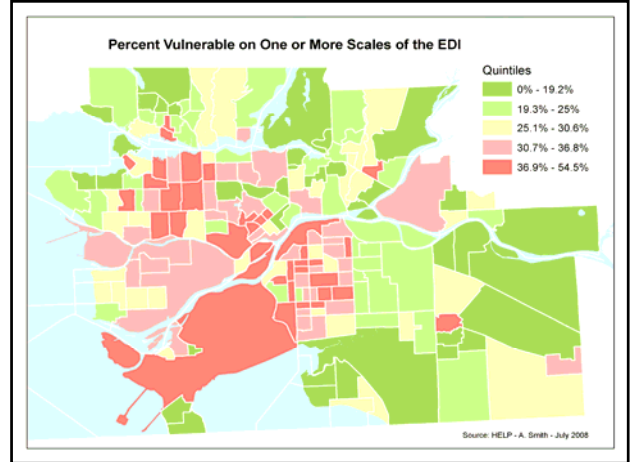 Percent Vulnerable on One or More Scales of the EDI
Quintiles
0% - 19.2%
19.3% - 25%
25.1% - 30.6%
30.7% - 36.8%
36.9% - 54.5%
Source: HELP - A. Smith - July 2008